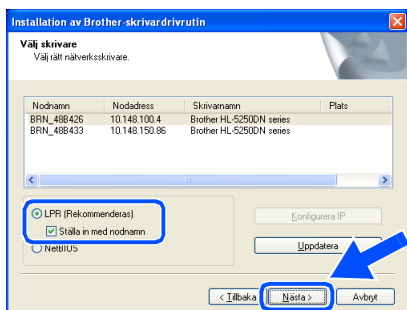 Installation av Brother-skrivardrivrutin
Välj skrivare
Välj rätt nätverksskrivare.
Nodnamn Nodadress Skrivarnamn Plats
BRN_48B426 10.148.100.4 Brother HL-5250DN series
BRN_48B433 10.148.150.86 Brother HL-5250DN series
LPR (Rekommenderas)
Ställa in med nodnamn
NetBIOS
Konfigurera IP
Uppdatera
< Tillbaka Nästa > Avbryt